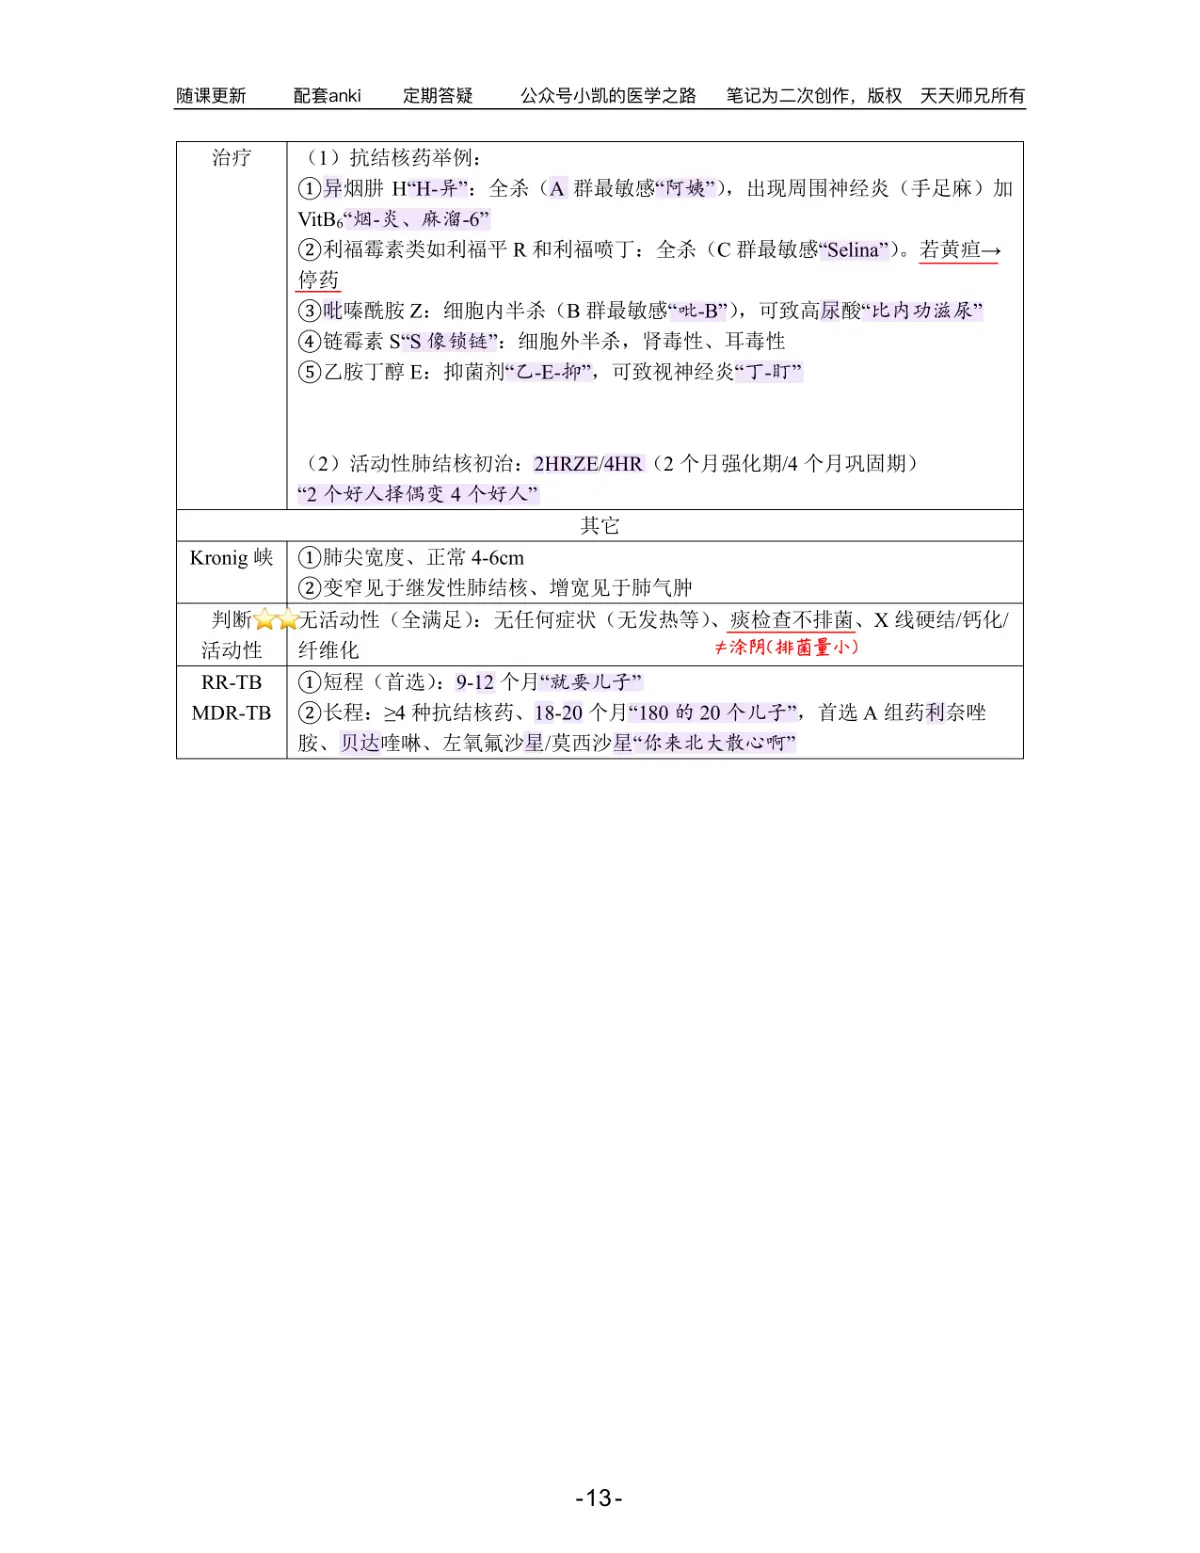 随课更新 配套anki 定期答疑 公众号小凯的医学之路 笔记为二次创作，版权 天天师兄所有
治疗
（1）抗结核药举例：
①异烟肼 H“H-异”：全杀（A 群最敏感“阿姨”），出现周围神经炎（手足麻）加
VitB₆“烟-炎、麻溜-6”
②利福霉素类如利福平 R 和利福喷丁：全杀（C 群最敏感“Selina”）。若黄疸→
停药
③吡嗪酰胺 Z：细胞内半杀（B 群最敏感“吡-B”），可致高尿酸“比内功滋尿”
④链霉素 S“S 像锁链”：细胞外半杀，肾毒性、耳毒性
⑤乙胺丁醇 E：抑菌剂“乙-E-抑”，可致视神经炎“丁-盯”
（2）活动性肺结核初治：2HRZE/4HR（2 个月强化期/4 个月巩固期）
“2 个好人择偶变 4 个好人”
其它
Kronig 峡 ①肺尖宽度、正常 4-6cm
②变窄见于继发性肺结核、增宽见于肺气肿
判断⭐⭐无活动性（全满足）：无任何症状（无发热等）、痰检查不排菌、X 线硬结/钙化/
活动性 纤维化 ≠涂阴(排菌量小)
RR-TB ①短程（首选）：9-12 个月“就要儿子”
MDR-TB ②长程：≥4 种抗结核药、18-20 个月“180 的 20 个儿子”，首选 A 组药利奈唑
胺、贝达喹啉、左氧氟沙星/莫西沙星“你来北大散心啊”
-13-